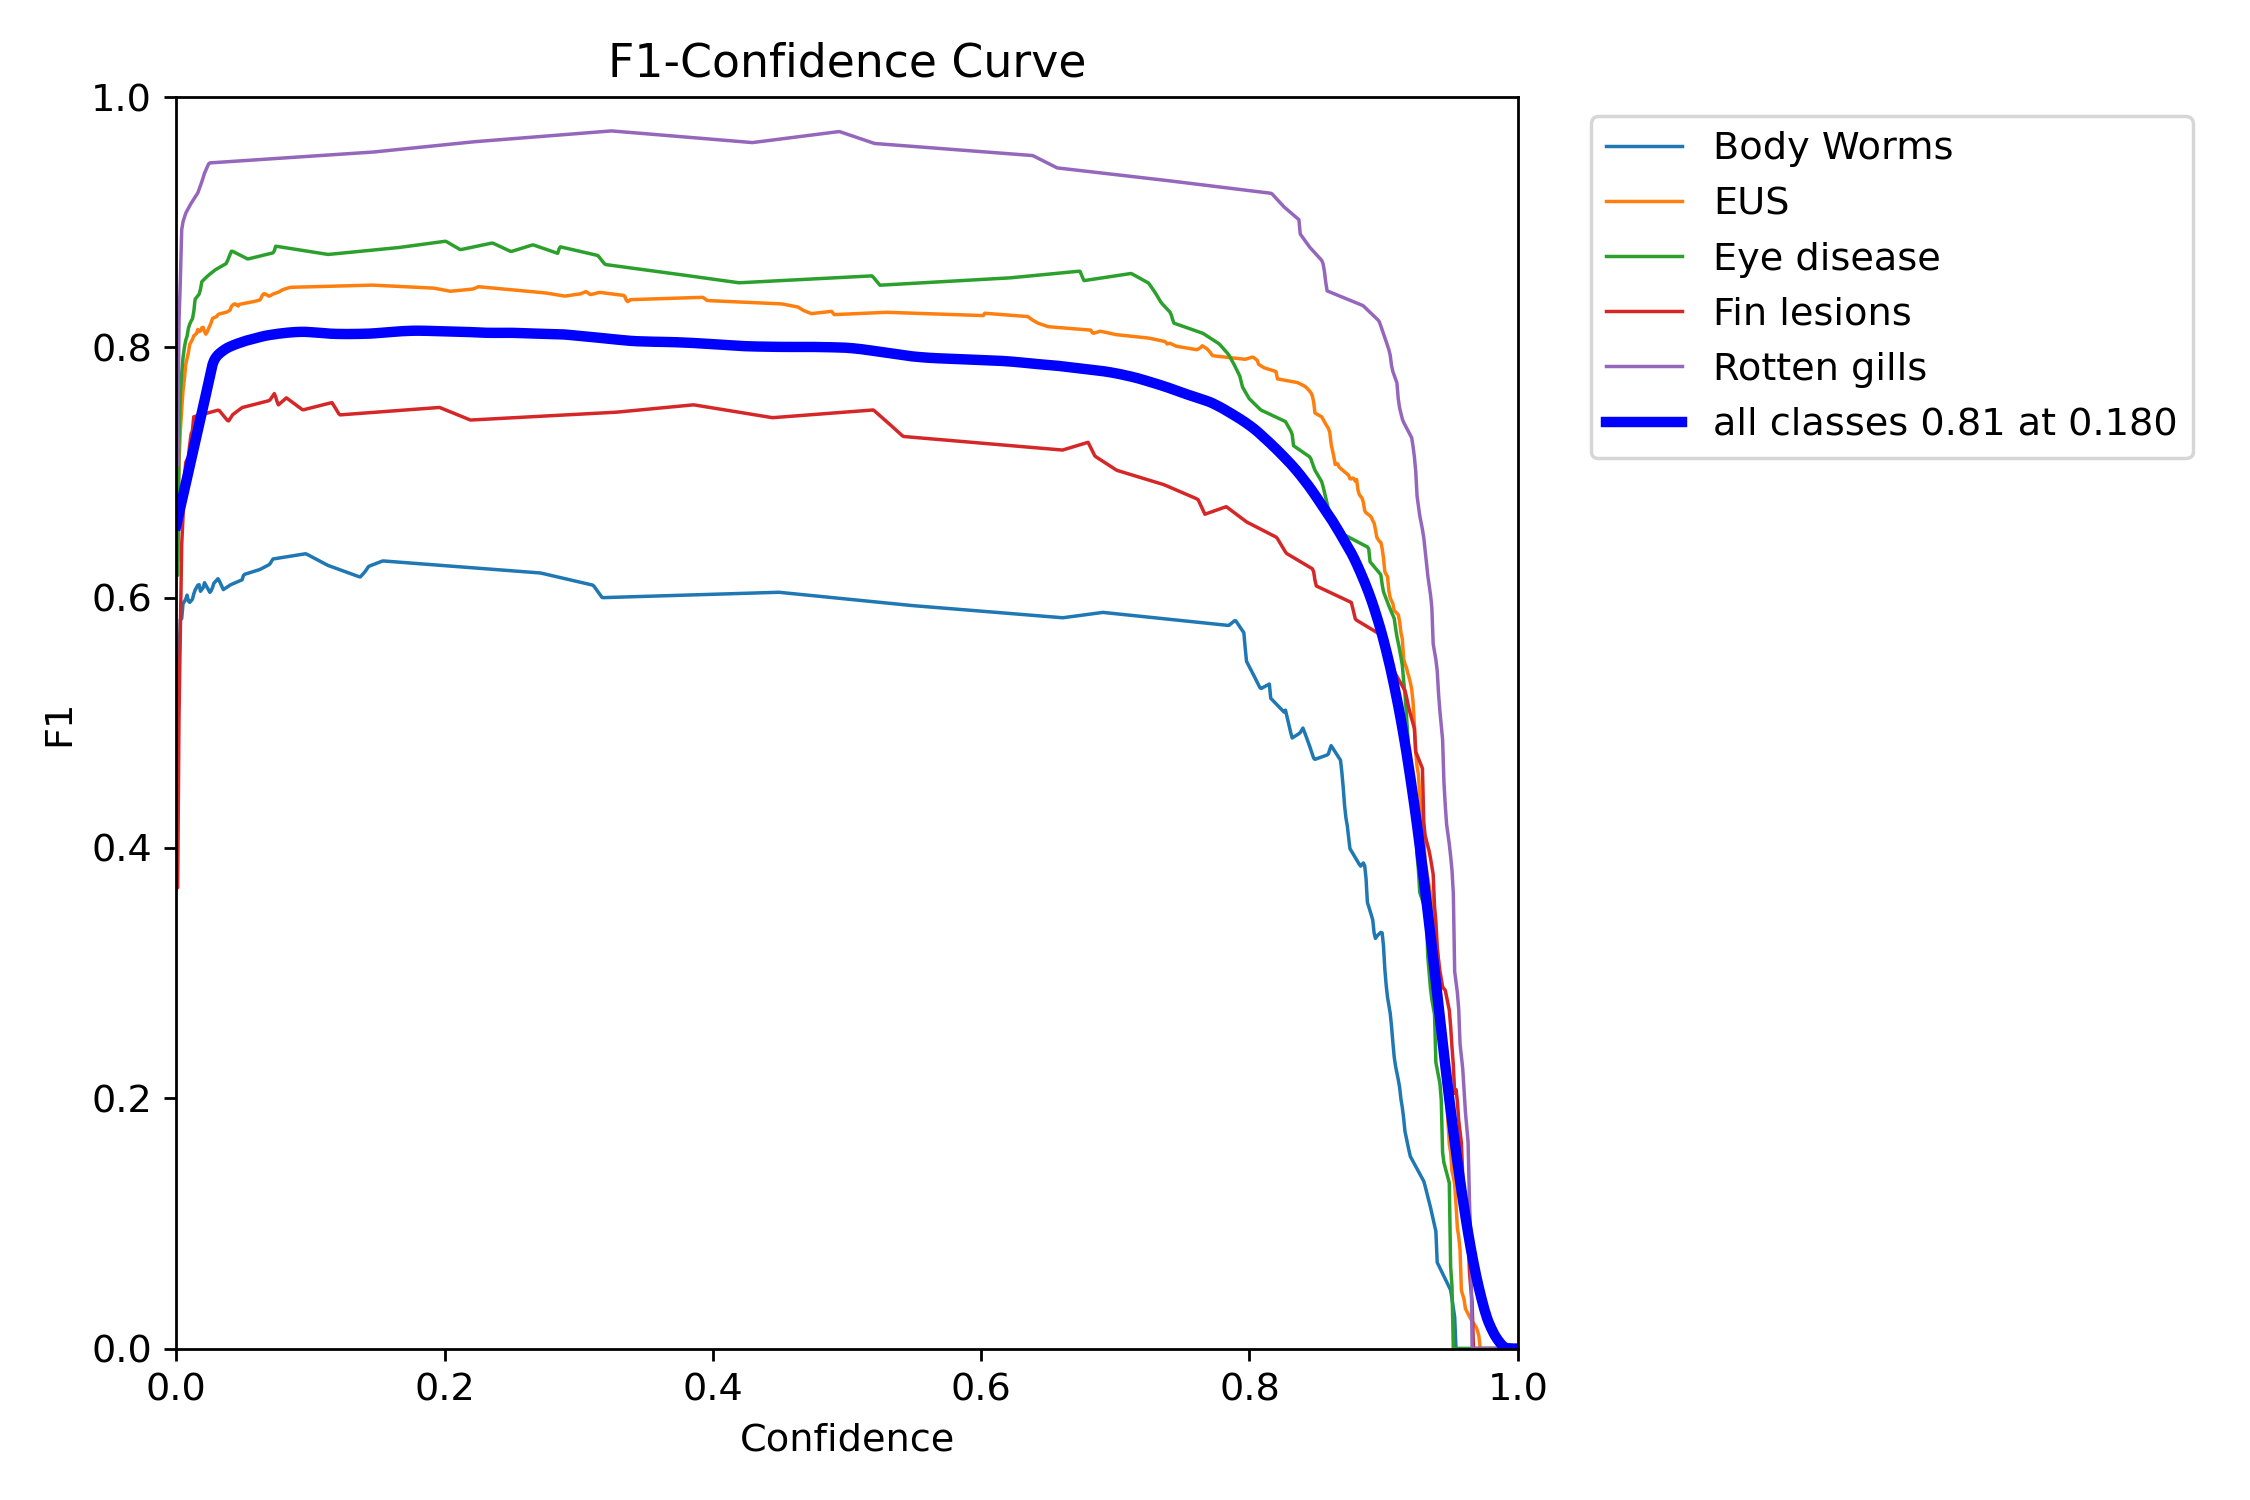 F1-Confidence Curve
1.0
0.8
0.6
0.4
0.2
0.0
F1
0.0 0.2 0.4 0.6 0.8 1.0
Confidence
Body Worms
EUS
Eye disease
Fin lesions
Rotten gills
all classes 0.81 at 0.180